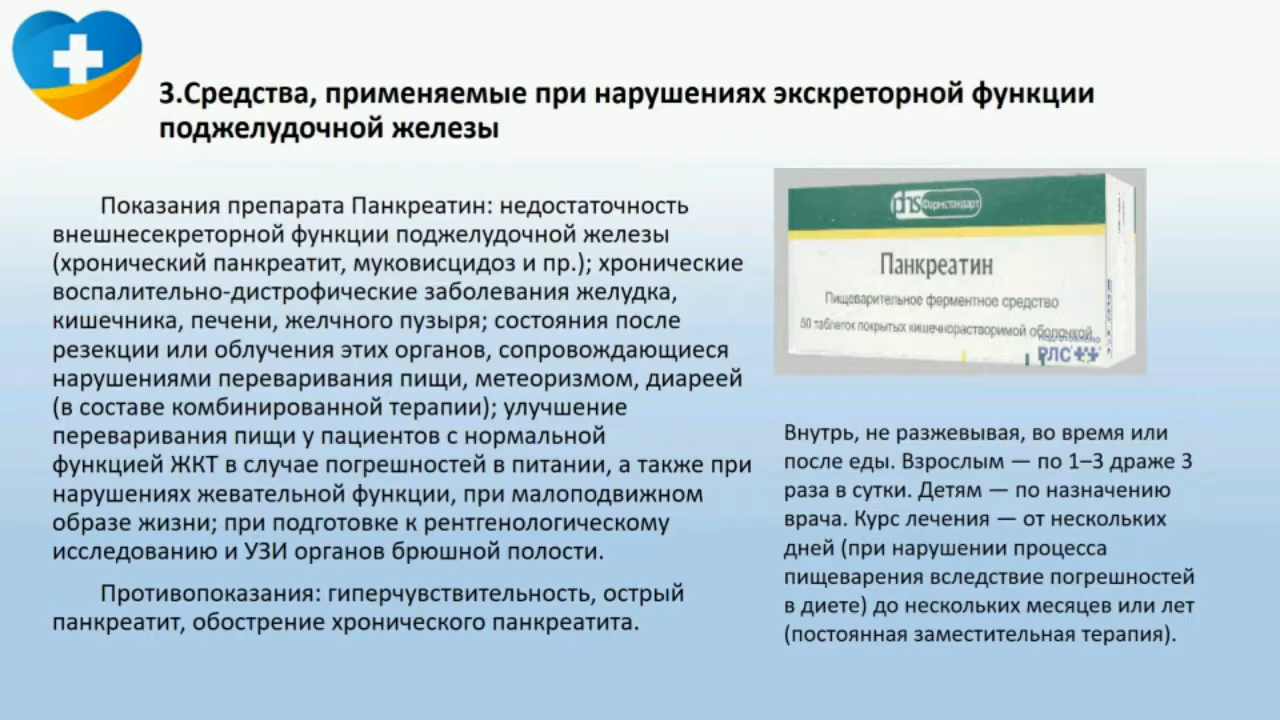 3.Средства, применяемые при нарушениях экскреторной функции
поджелудочной железы
Показания препарата Панкреатин: недостаточность
внешнесекреторной функции поджелудочной железы
(хронический панкреатит, муковисцидоз и пр.); хронические
воспалительно-дистрофические заболевания желудка,
кишечника, печени, желчного пузыря; состояния после
резекции или облучения этих органов, сопровождающиеся
нарушениями переваривания пищи, метеоризмом, диареей
(в составе комбинированной терапии); улучшение
переваривания пищи у пациентов с нормальной
функцией ЖКТ в случае погрешностей в питании, а также при
нарушениях жевательной функции, при малоподвижном
образе жизни; при подготовке к рентгенологическому
исследованию и УЗИ органов брюшной полости.
Противопоказания: гиперчувствительность, острый
панкреатит, обострение хронического панкреатита.
phs Фармстандарт
Панкреатин
Пищеварительное ферментное средство
50 таблеток покрытых кишечнорастворимой оболочкой
РЛС
Внутрь, не разжевывая, во время или
после еды. Взрослым — по 1–3 драже 3
раза в сутки. Детям — по назначению
врача. Курс лечения — от нескольких
дней (при нарушении процесса
пищеварения вследствие погрешностей
в диете) до нескольких месяцев или лет
(постоянная заместительная терапия).